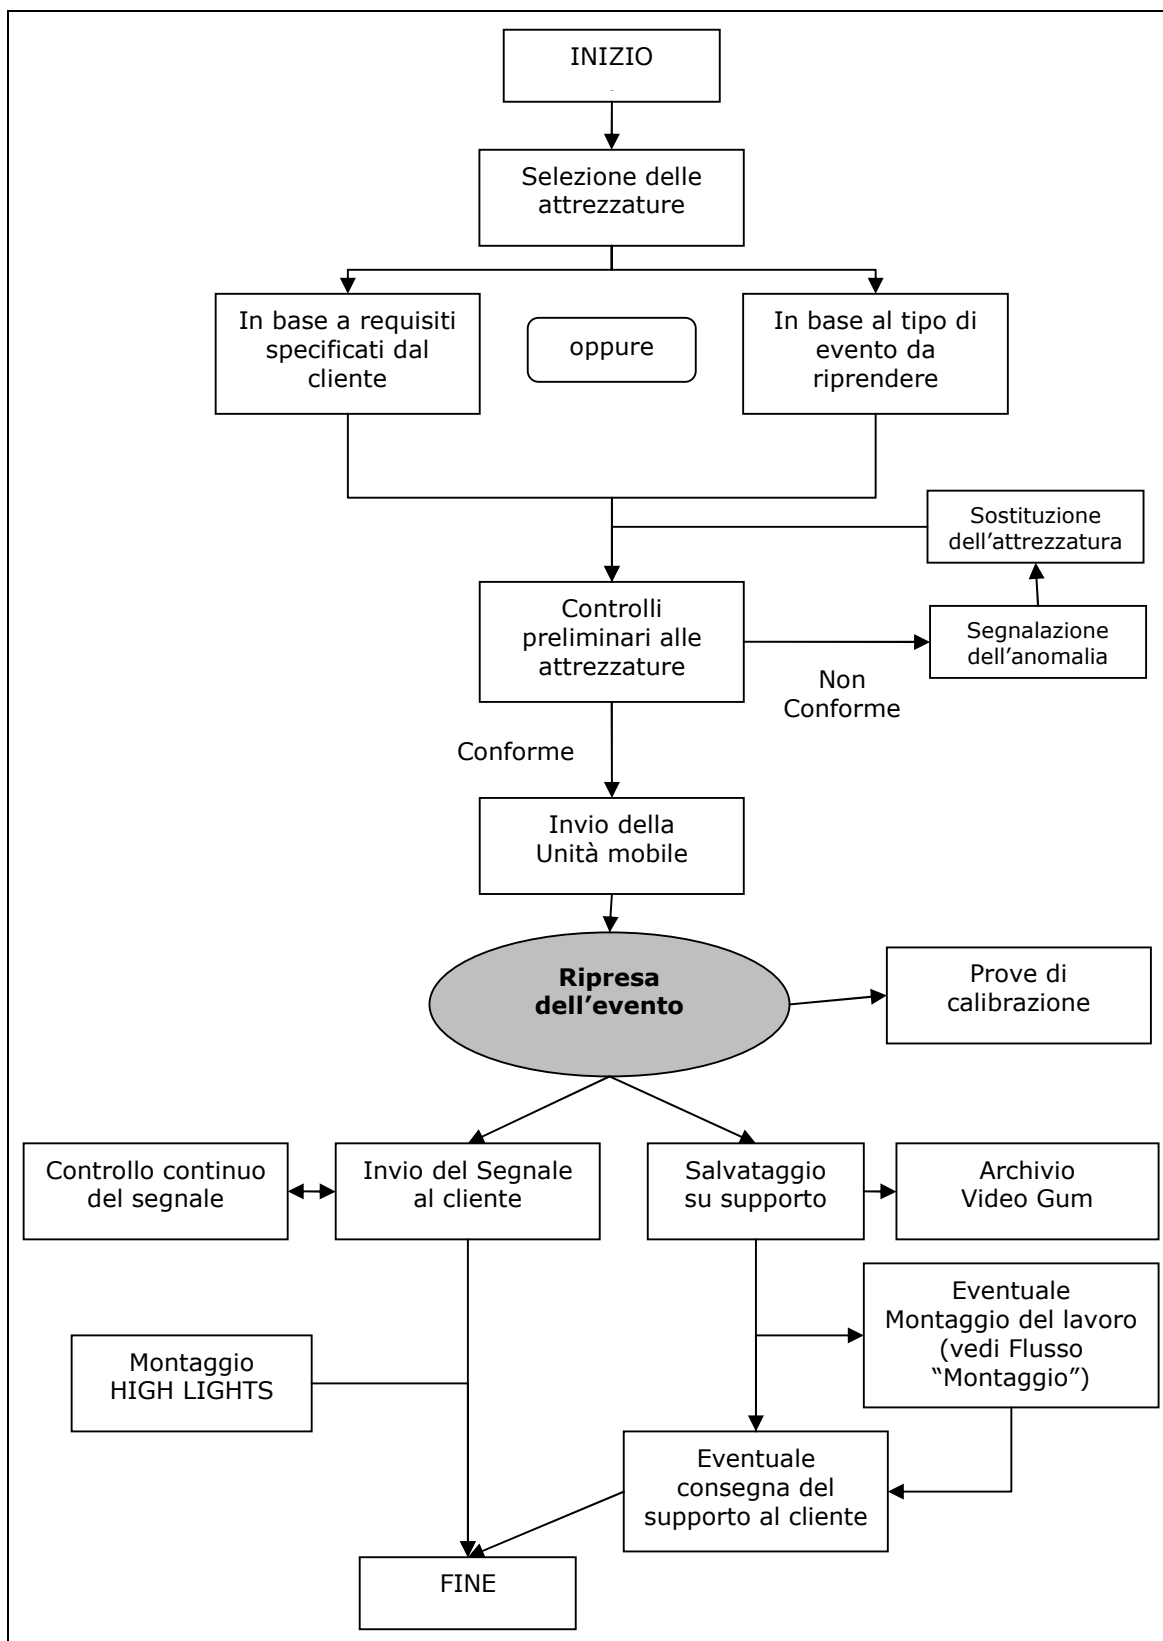 INIZIO
Selezione delle
attrezzature
In base a requisiti
specificati dal
cliente
oppure
In base al tipo di
evento da
riprendere
Sostituzione
dell’attrezzatura
Controlli
preliminari alle
attrezzature
Segnalazione
dell’anomalia
Non
Conforme
Conforme
Invio della
Unità mobile
Ripresa
dell’evento
Prove di
calibrazione
Controllo continuo
del segnale
Invio del Segnale
al cliente
Salvataggio
su supporto
Archivio
Video Gum
Eventuale
Montaggio del lavoro
(vedi Flusso
“Montaggio”)
Montaggio
HIGH LIGHTS
Eventuale
consegna del
supporto al cliente
FINE